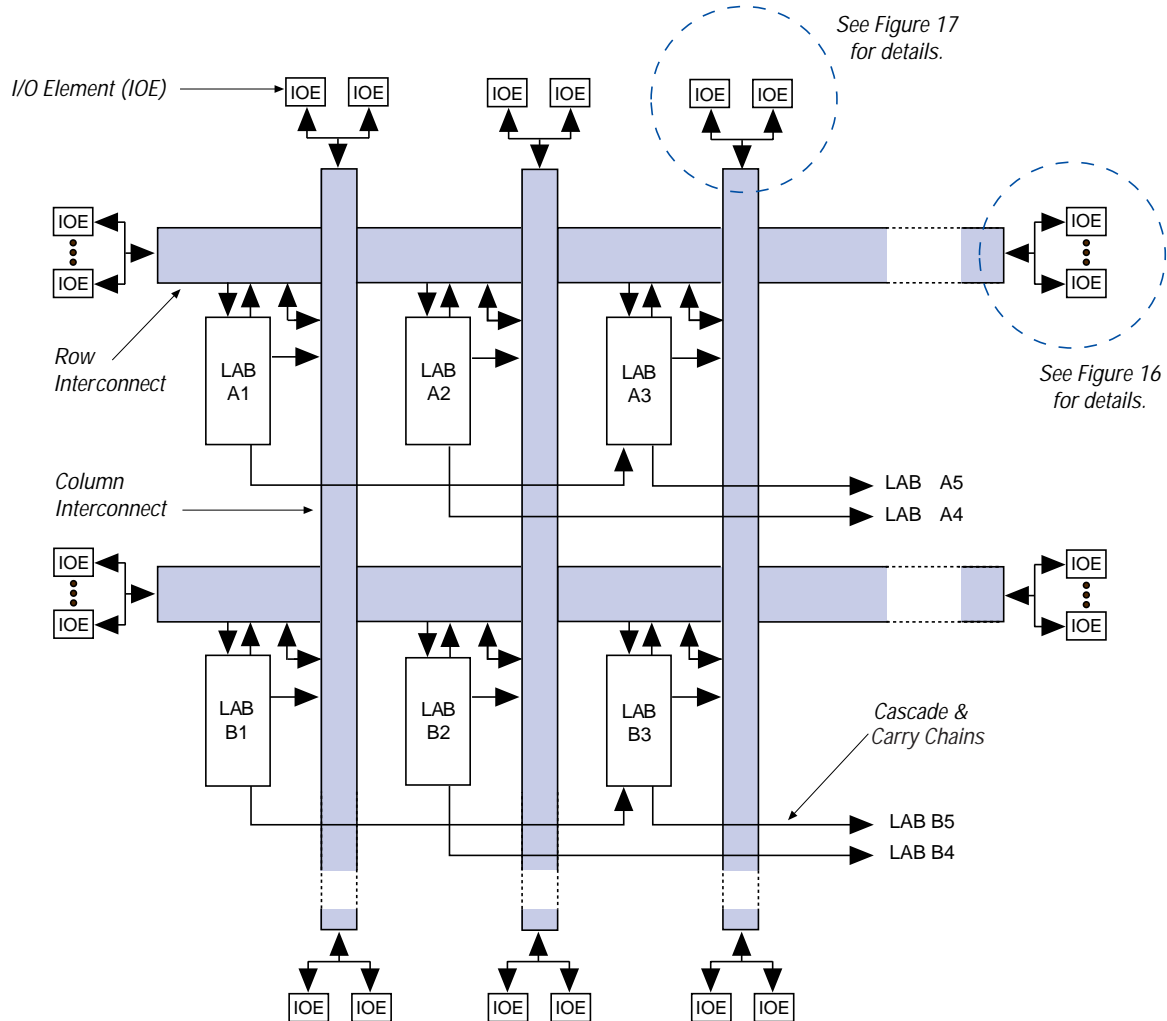 See Figure 17
for details.
I/O Element (IOE)
IOE IOE IOE IOE IOE IOE
IOE IOE
IOE IOE
Row
Interconnect
LAB
A1
LAB
A2
LAB
A3
See Figure 16
for details.
Column
Interconnect
LAB A5
LAB A4
IOE IOE
IOE IOE
LAB
B1
LAB
B2
LAB
B3
Cascade &
Carry Chains
LAB B5
LAB B4
IOE IOE IOE IOE IOE IOE